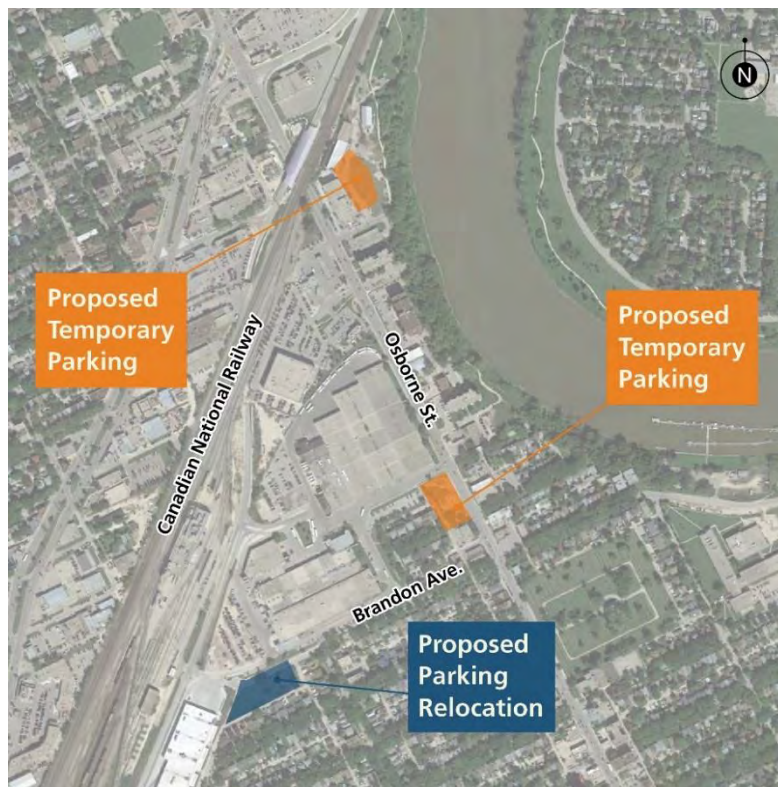 N
Proposed
Temporary
Parking
Canadian National Railway
Osborne St.
Proposed
Temporary
Parking
Brandon Ave.
Proposed
Parking
Relocation